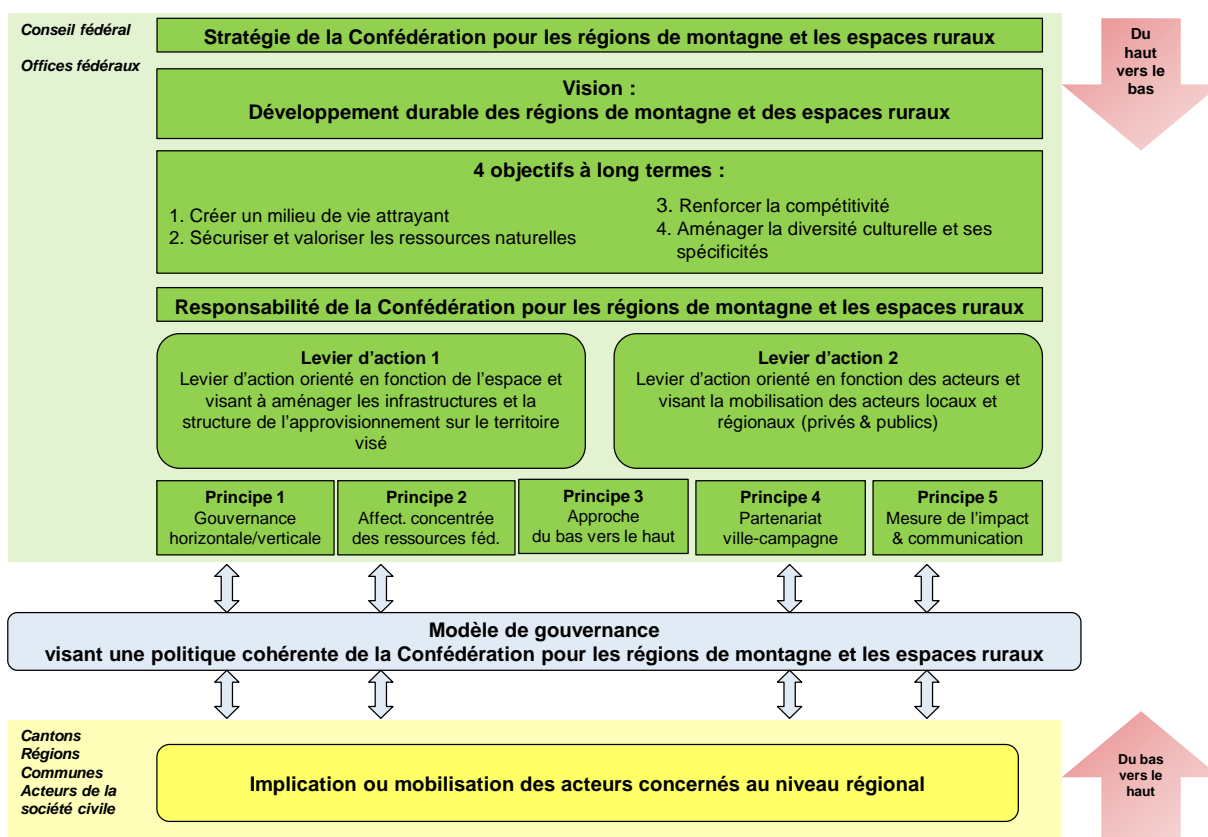 Conseil fédéral
Offices fédéraux
Stratégie de la Confédération pour les régions de montagne et les espaces ruraux
Du
haut
vers le
bas
Vision :
Développement durable des régions de montagne et des espaces ruraux
4 objectifs à long termes :
1. Créer un milieu de vie attrayant
2. Sécuriser et valoriser les ressources naturelles
3. Renforcer la compétitivité
4. Aménager la diversité culturelle et ses
spécificités
Responsabilité de la Confédération pour les régions de montagne et les espaces ruraux
Levier d'action 1
Levier d'action orienté en fonction de l'espace et
visant à aménager les infrastructures et la
structure de l'approvisionnement sur le territoire
visé
Levier d'action 2
Levier d'action orienté en fonction des acteurs et
visant la mobilisation des acteurs locaux et
régionaux (privés & publics)
Principe 1
Gouvernance
horizontale/verticale
Principe 2
Affect. concentrée
des ressources féd.
Principe 3
Approche
du bas vers le haut
Principe 4
Partenariat
ville-campagne
Principe 5
Mesure de l'impact
& communication
Modèle de gouvernance
visant une politique cohérente de la Confédération pour les régions de montagne et les espaces ruraux
Cantons
Régions
Communes
Acteurs de la
société civile
Implication ou mobilisation des acteurs concernés au niveau régional
Du bas
vers le
haut